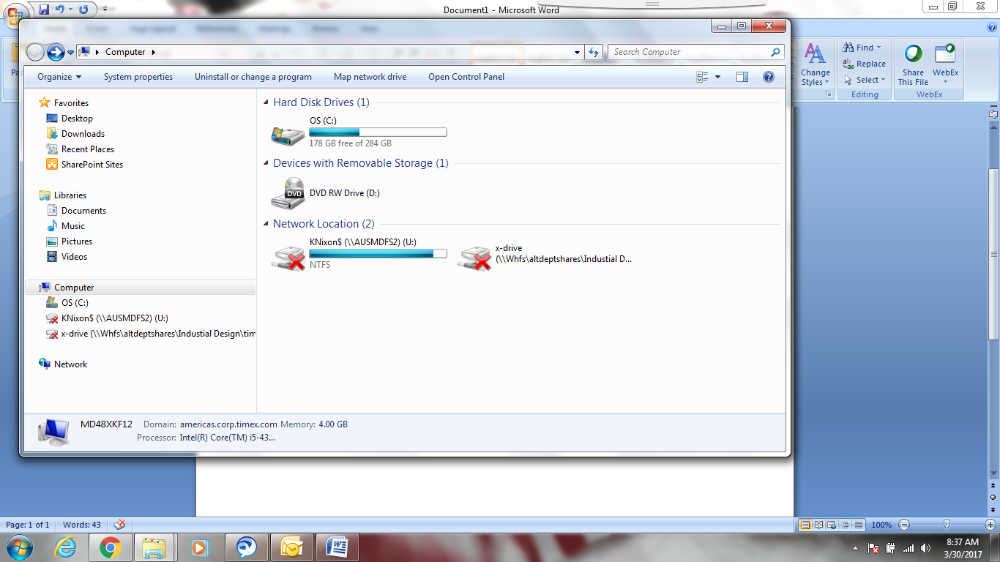 Document1 - Microsoft Word
Computer
Search Computer
Organize System properties Uninstall or change a program Map network drive Open Control Panel
Favorites
Desktop
Downloads
Recent Places
SharePoint Sites
Libraries
Documents
Music
Pictures
Videos
Computer
OS (C:)
KNixon$ (\\AUSMDFS2) (U:)
x-drive (\\Whfs\altdeptshares\Industial Design\tim
Network
Hard Disk Drives (1)
OS (C:)
178 GB free of 284 GB
Devices with Removable Storage (1)
DVD
DVD RW Drive (D:)
Network Location (2)
KNixon$ (\\AUSMDFS2) (U:)
NTFS
x-drive
(\\Whfs\altdeptshares\Industial D...
MD48XKF12 Domain: americas.corp.timex.com Memory: 4.00 GB
Processor: Intel(R) Core(TM) i5-43...
Change
Styles
Find
Replace
Select
Editing
Share
This File
WebEx
WebEx
Page: 1 of 1 Words: 43
100%
8:37 AM
3/30/2017